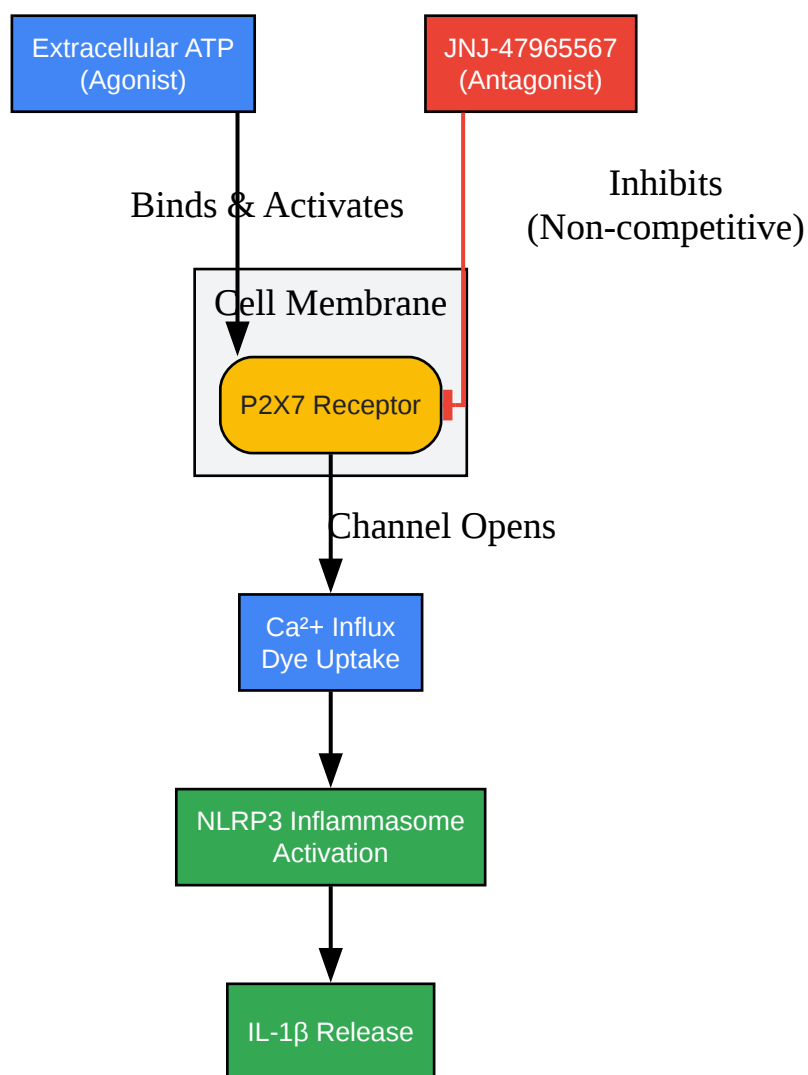 Extracellular ATP
(Agonist)
JNJ-47965567
(Antagonist)
Binds & Activates
Inhibits
(Non-competitive)
Cell Membrane
P2X7 Receptor
Channel Opens
Ca²+ Influx
Dye Uptake
NLRP3 Inflammasome
Activation
IL-1β Release